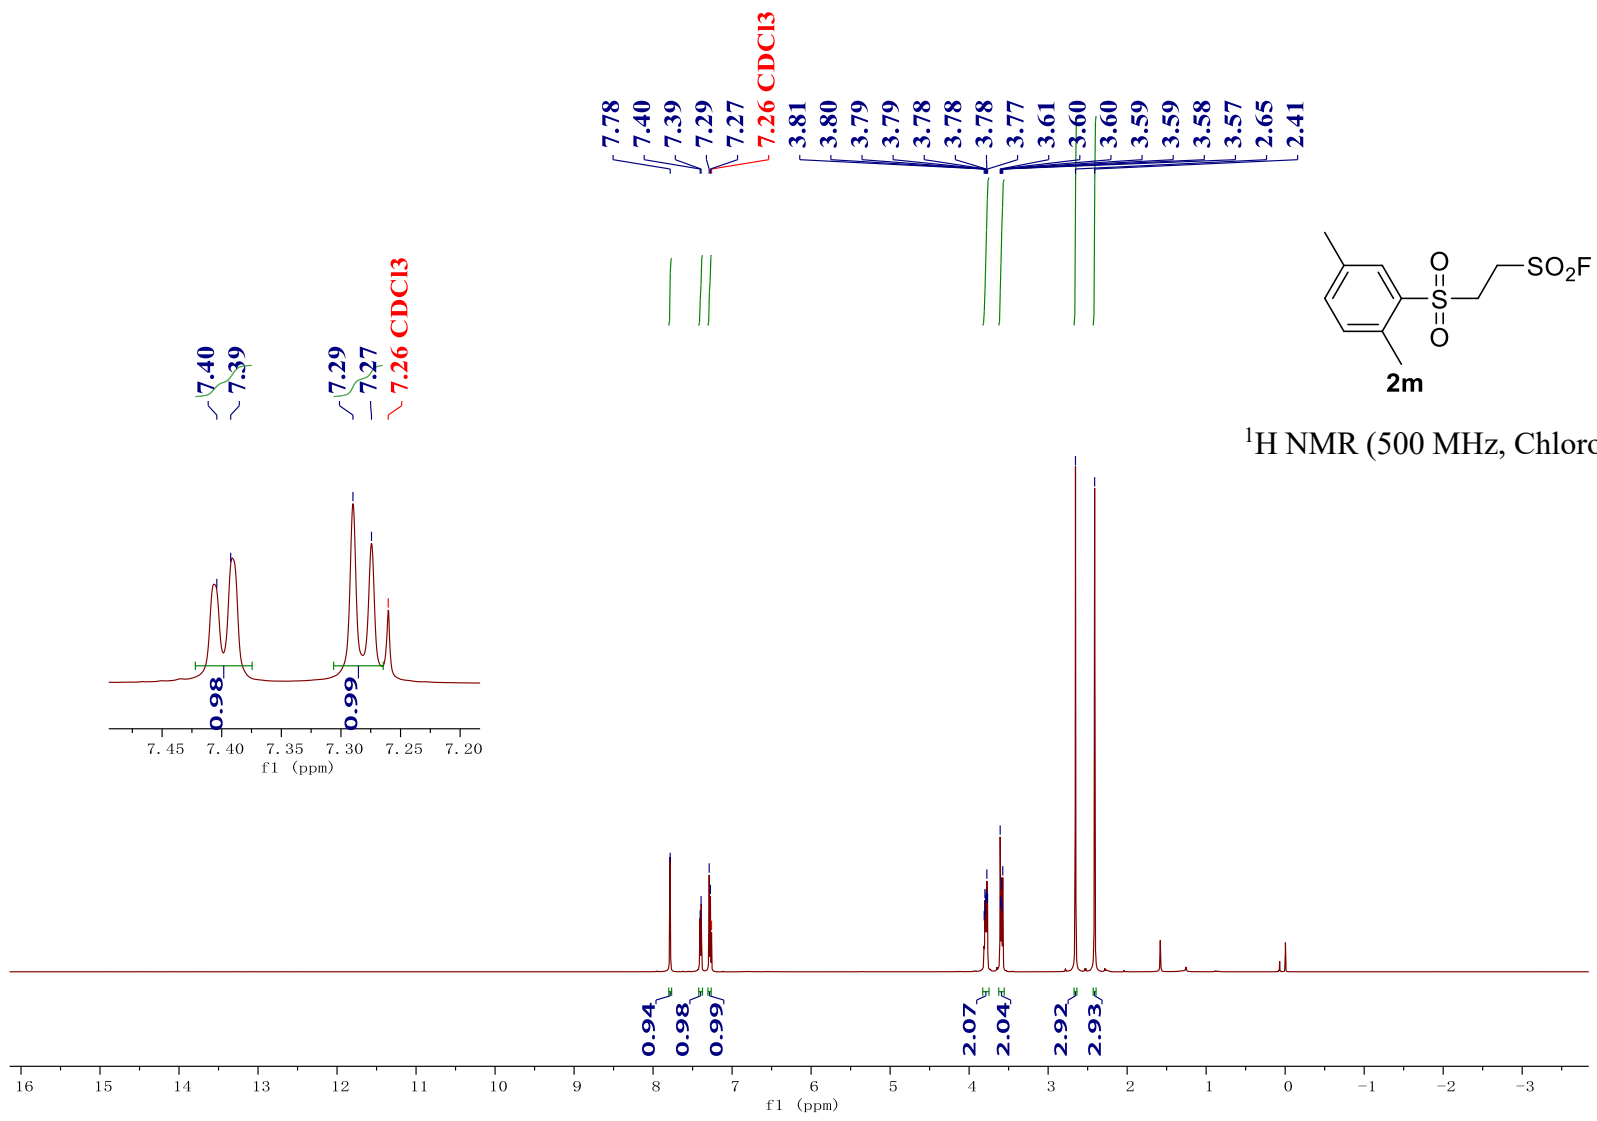 7.78
7.40
7.39
7.29
7.27
7.26 CDCl3
3.81
3.80
3.79
3.79
3.78
3.78
3.78
3.77
3.61
3.60
3.60
3.59
3.59
3.58
3.57
2.65
2.41
O
S
O
SO2F
2m
1H NMR (500 MHz, Chloro
7.40
7.39
7.29
7.27
7.26 CDCl3
0.98
0.99
7.45 7.40 7.35 7.30 7.25 7.20
f1 (ppm)
0.94
0.98
0.99
2.07
2.04
2.92
2.93
16 15 14 13 12 11 10 9 8 7 6 5 4 3 2 1 0 -1 -2 -3
f1 (ppm)